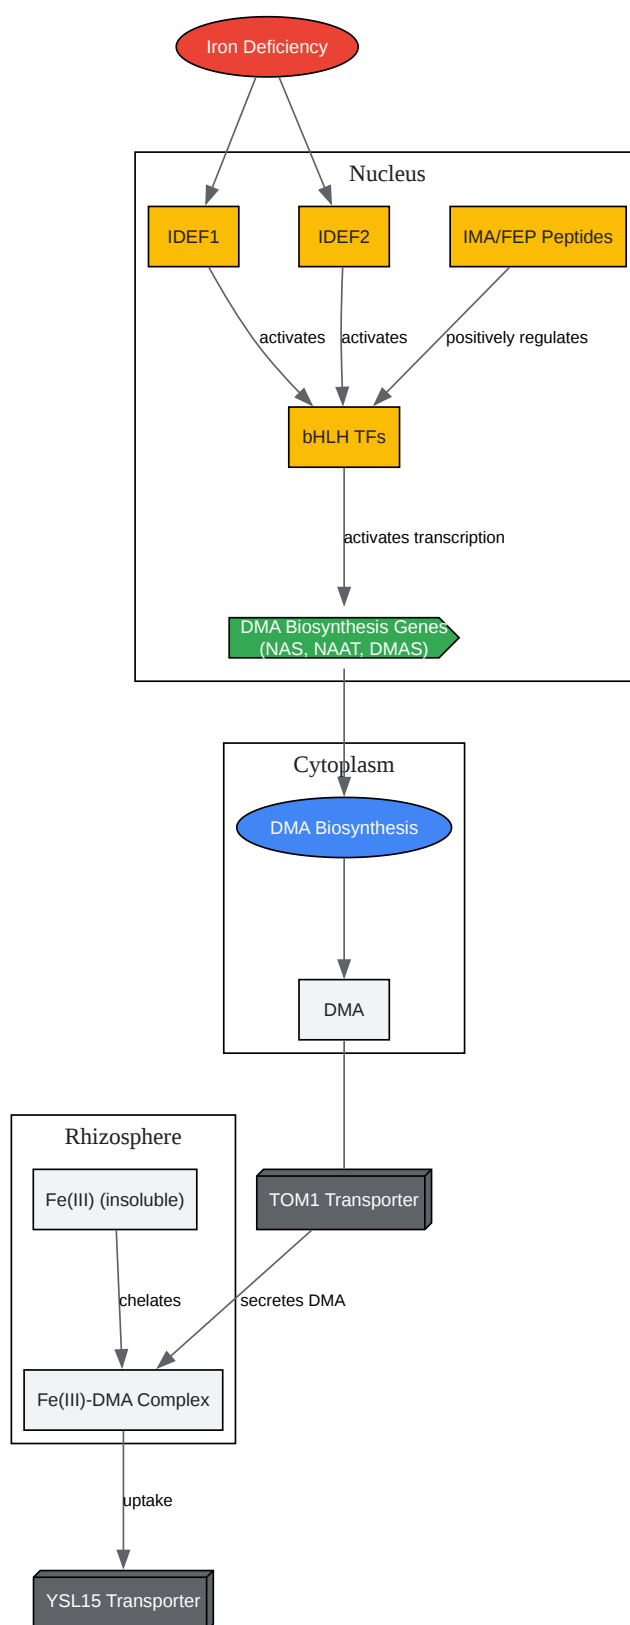 Iron Deficiency
Nucleus
IDEF1
IDEF2
IMA/FEP Peptides
activates
activates
positively regulates
bHLH TFs
activates transcription
DMA Biosynthesis Genes
(NAS, NAAT, DMAS)
Cytoplasm
DMA Biosynthesis
DMA
Rhizosphere
Fe(III) (insoluble)
TOM1 Transporter
chelates
secretes DMA
Fe(III)-DMA Complex
uptake
YSL15 Transporter